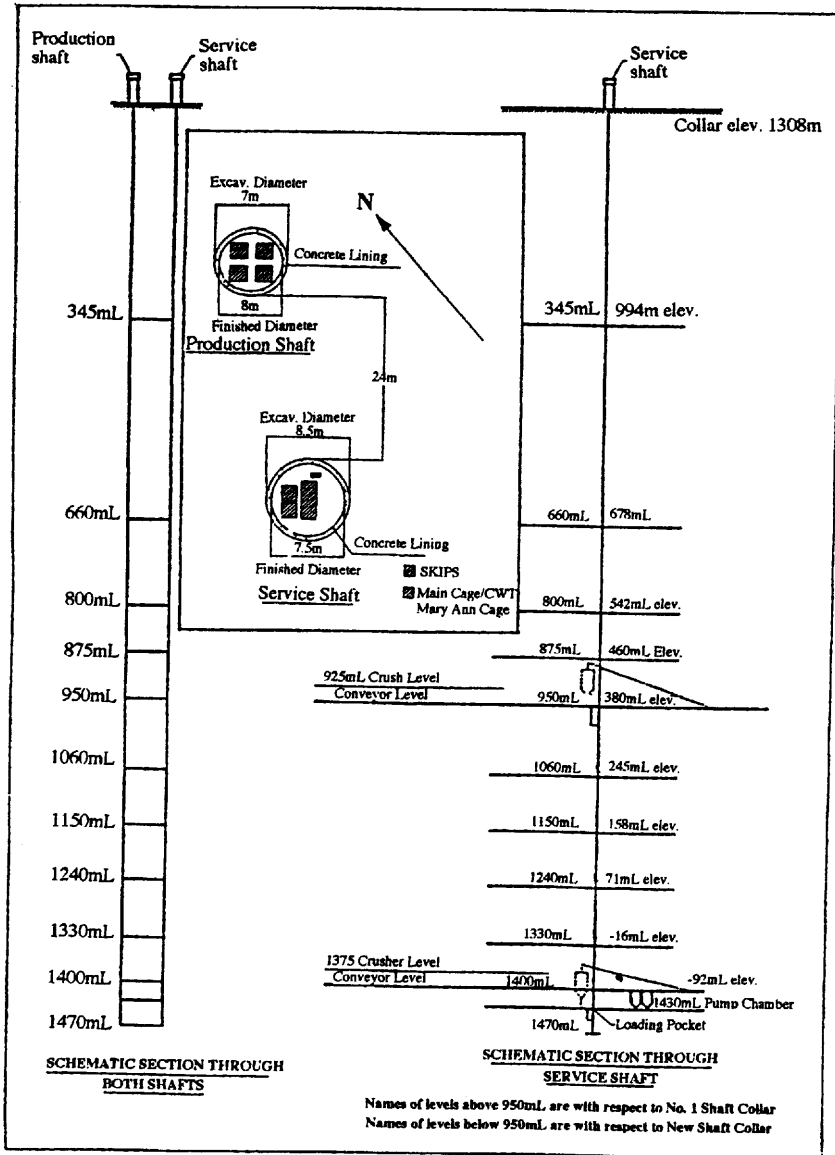 Production
shaft
Service
shaft
Service
shaft
Collar elev. 1308m
Excav. Diameter
7m
N
Concrete Lining
8m
Finished Diameter
Production Shaft
24m
Excav. Diameter
8.5m
Concrete Lining
7.5m
Finished Diameter
Service Shaft
SKIPS
Main Cage/CWT
Mary Ann Cage
345mL
660mL
800mL
875mL
950mL
1060mL
1150mL
1240mL
1330mL
1400mL
1470mL
345mL 994m elev.
660mL 678mL
800mL 542mL elev.
875mL 460mL Elev.
925mL Crush Level
Conveyor Level
950mL 380mL elev.
1060mL 245mL elev.
1150mL 158mL elev.
1240mL 71mL elev.
1330mL -16mL elev.
1375 Crusher Level
Conveyor Level
1400mL -92mL elev.
1430mL Pump Chamber
1470mL Loading Pocket
SCHEMATIC SECTION THROUGH
BOTH SHAFTS
SCHEMATIC SECTION THROUGH
SERVICE SHAFT
Names of levels above 950mL are with respect to No. 1 Shaft Collar
Names of levels below 950mL are with respect to New Shaft Collar